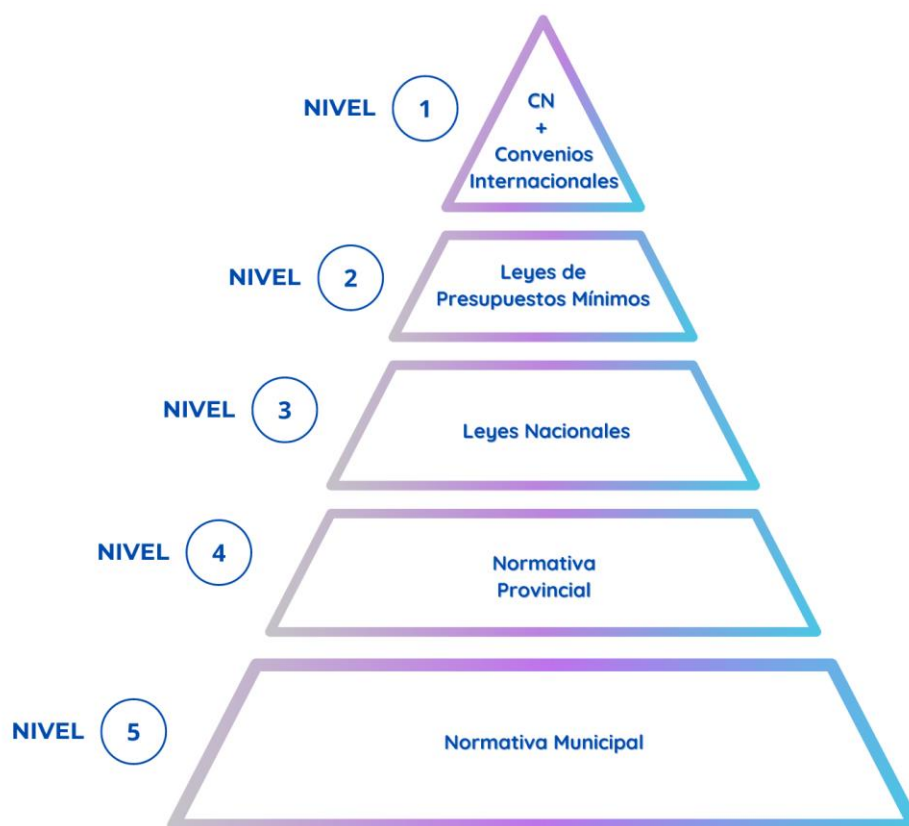 NIVEL 1
CN
+
Convenios
Internacionales
NIVEL 2
Leyes de
Presupuestos Mínimos
NIVEL 3
Leyes Nacionales
NIVEL 4
Normativa
Provincial
NIVEL 5
Normativa Municipal